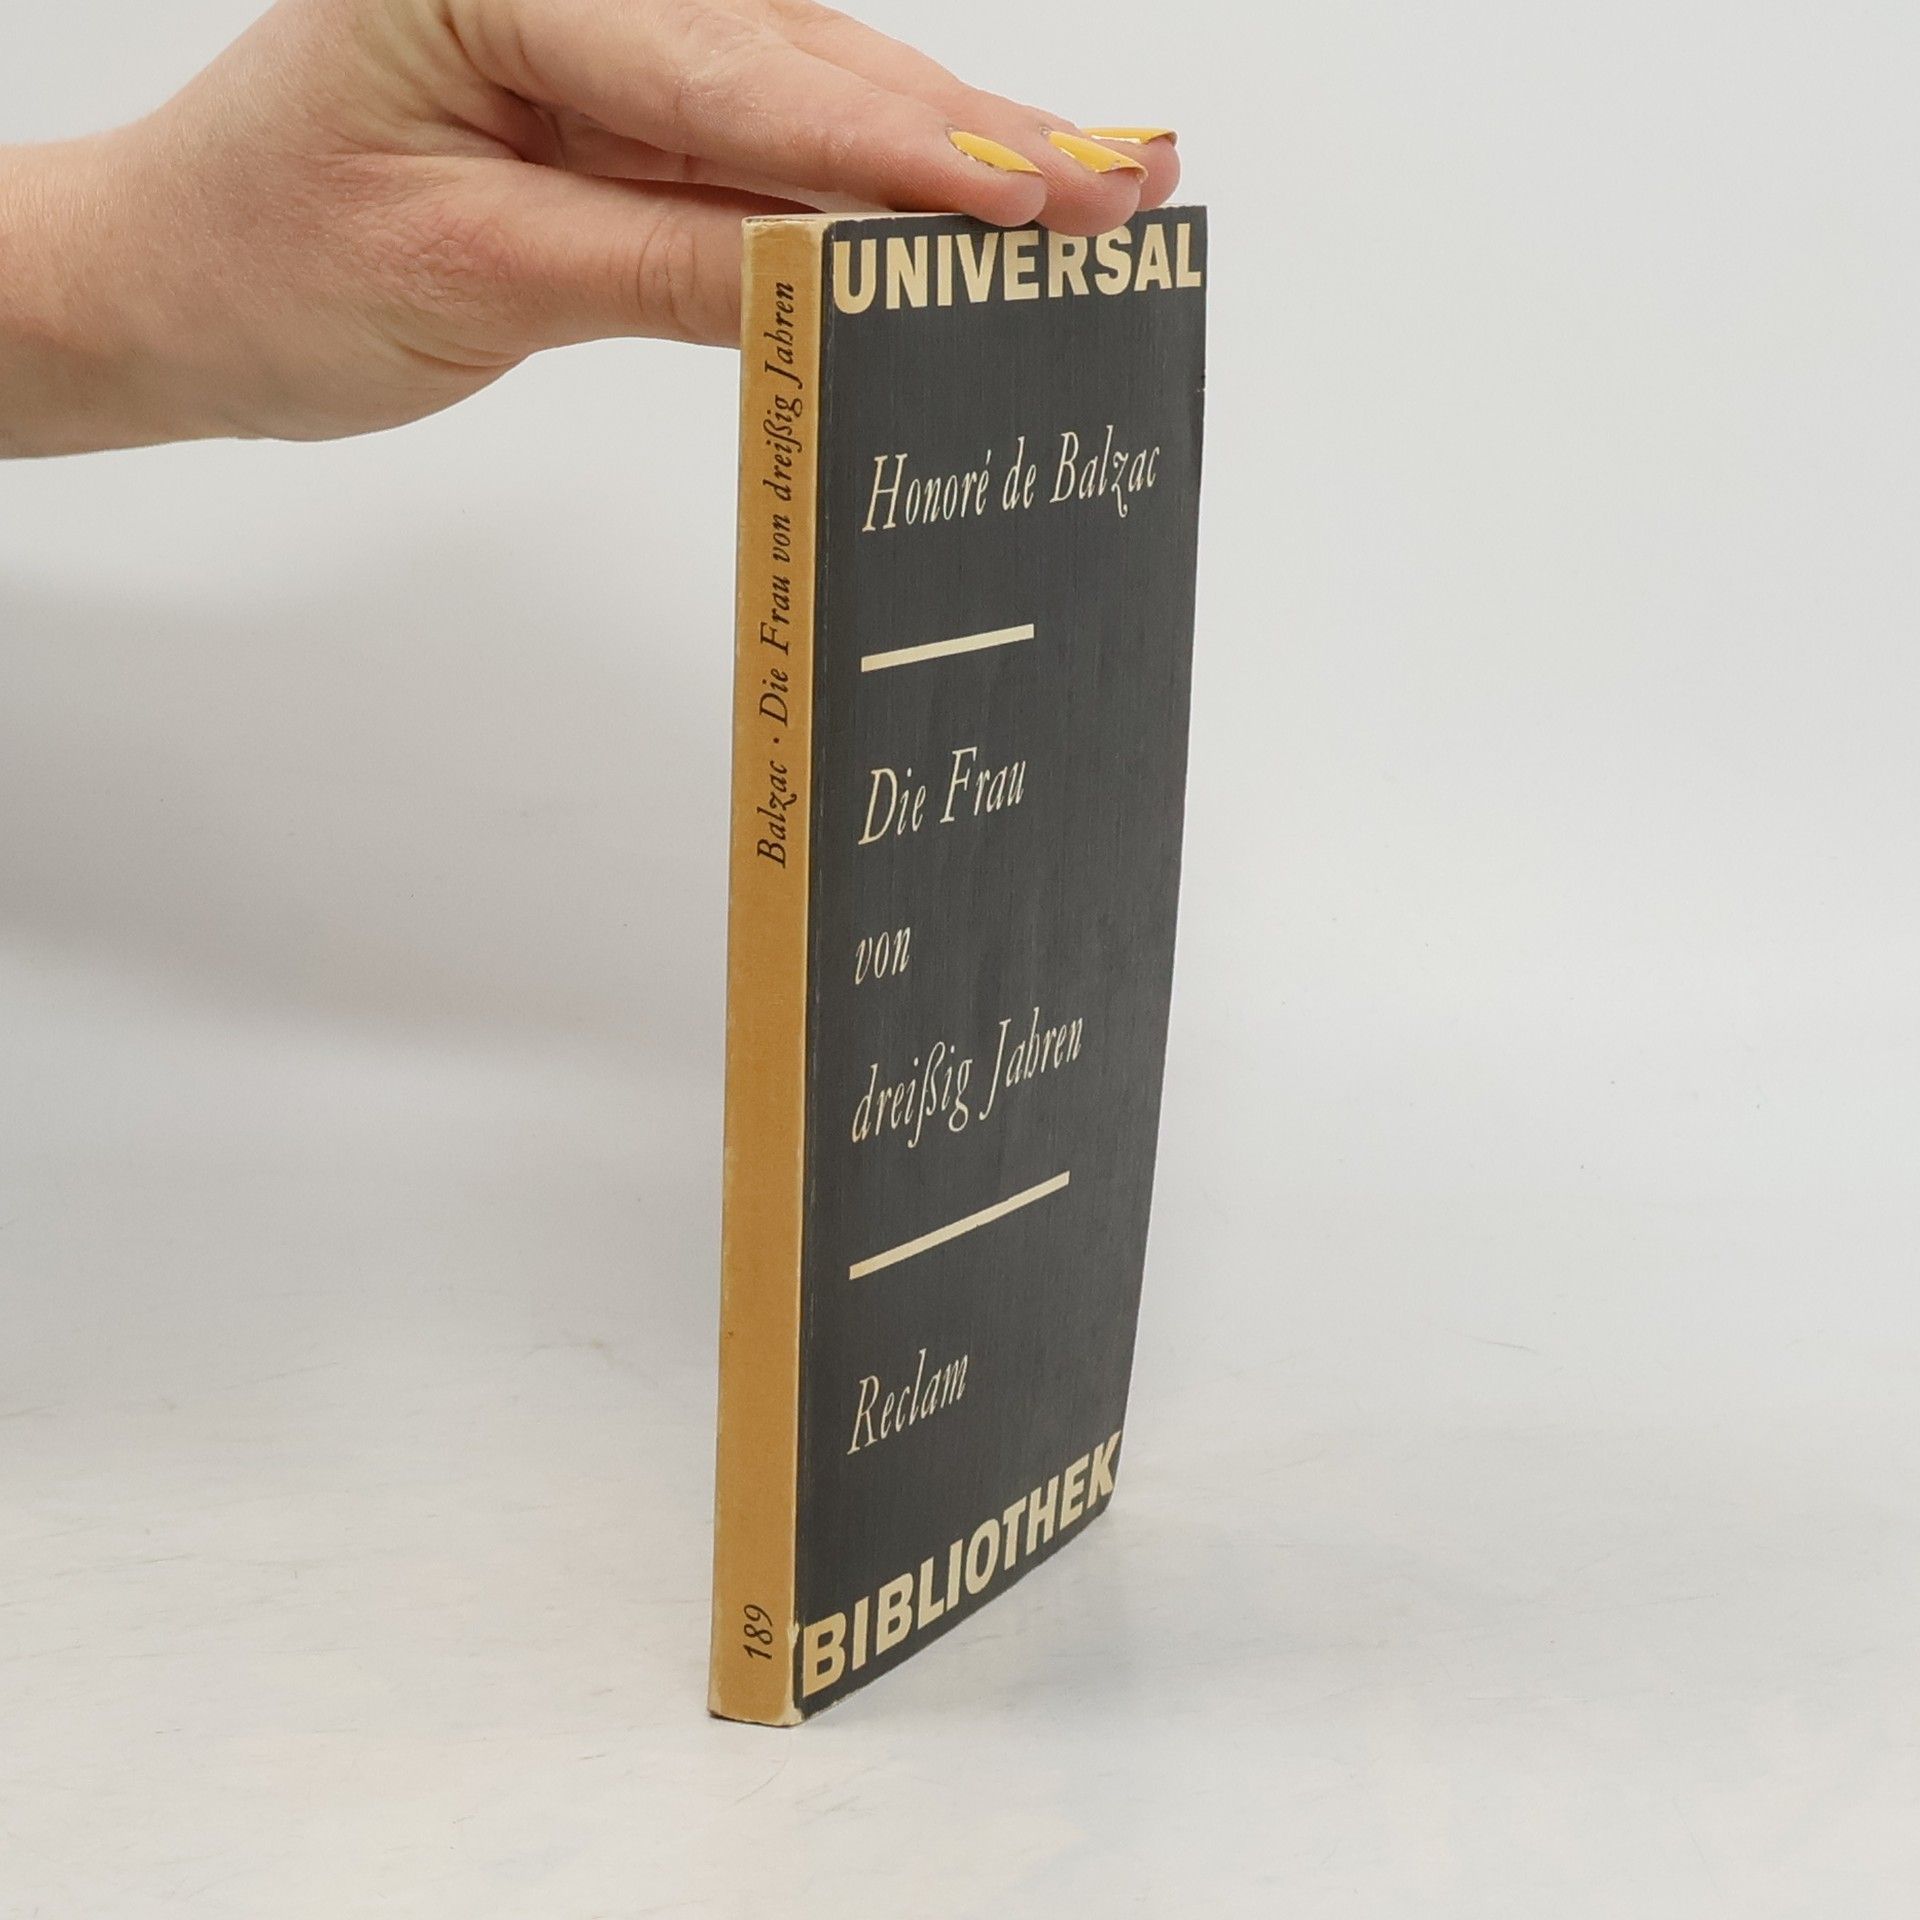 Balzac · Die Frau von dreißig Jahren
189
UNIVERSAL
Honoré de Balzac
Die Frau
von
dreißig Jahren
Reclam
BIBLIOTHEK